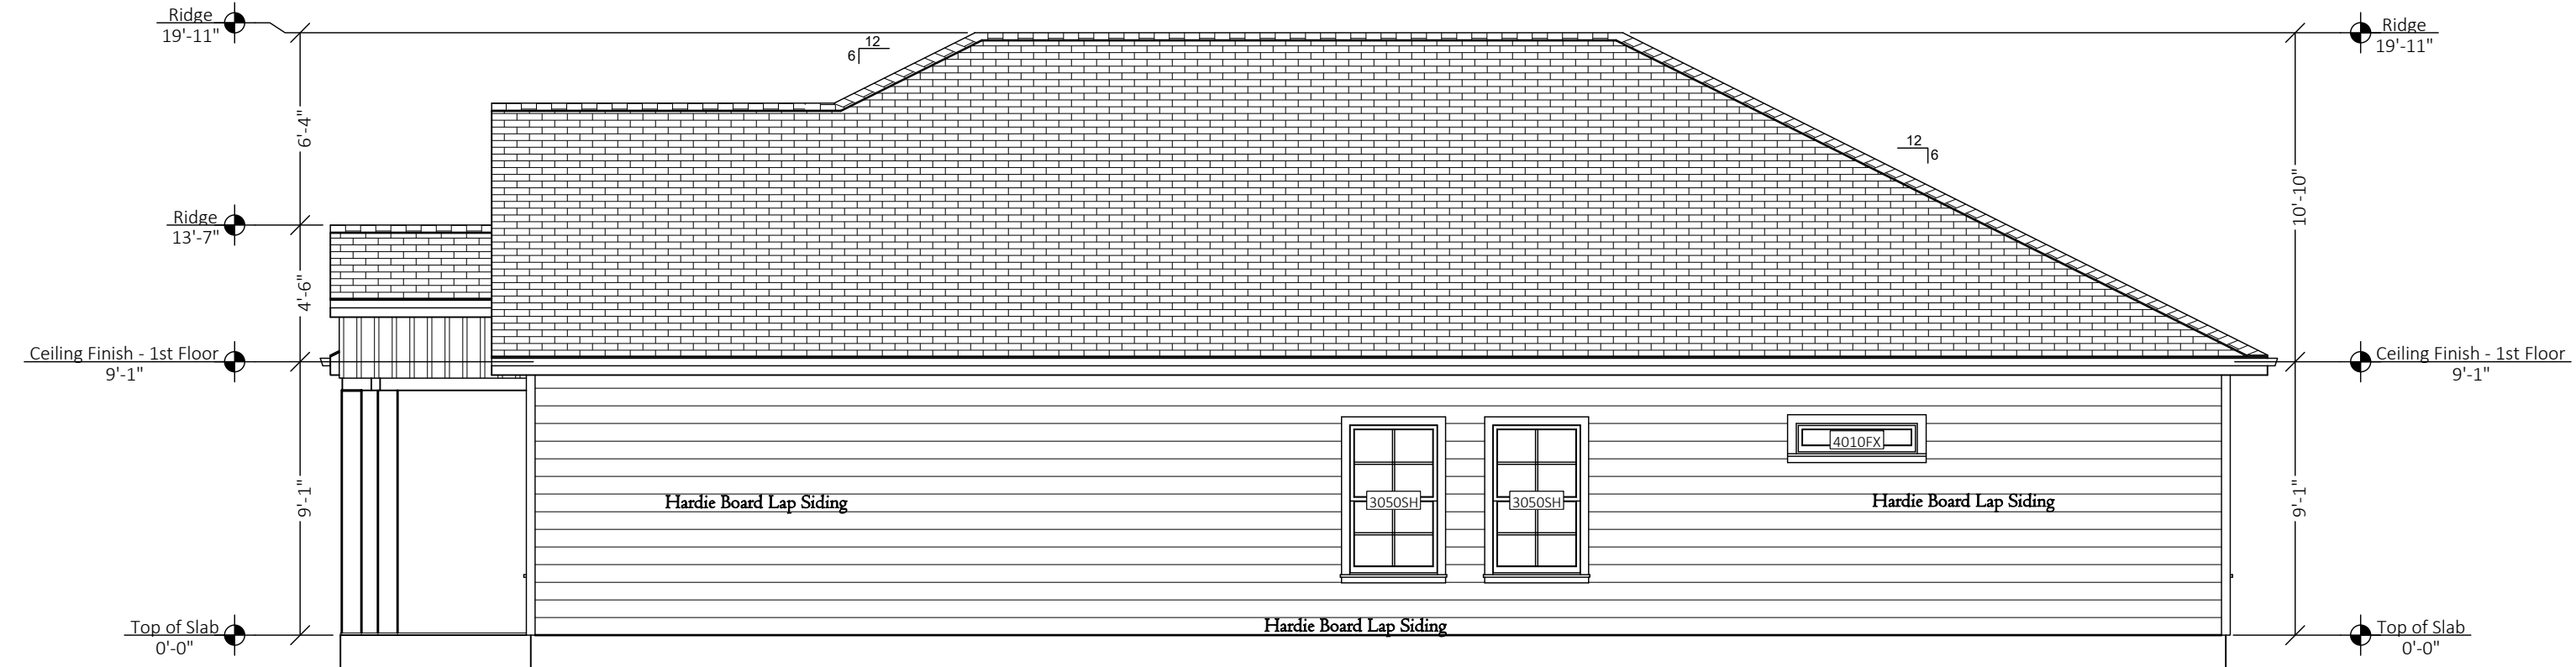 Ridge
19'-11"
12
6
Ridge
19'-11"
6'-4"
12
6
10'-10"
Ridge
13'-7"
4'-6"
Ceiling Finish - 1st Floor
9'-1"
Ceiling Finish - 1st Floor
9'-1"
4010FX
9'-1"
Hardie Board Lap Siding
3050SH
3050SH
Hardie Board Lap Siding
9'-1"
Top of Slab
0'-0"
Hardie Board Lap Siding
Top of Slab
0'-0"